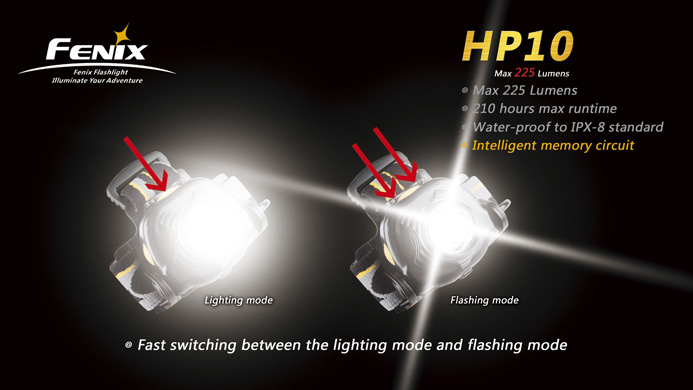 FENIX
Fenix Flashlight
Illuminate Your Adventure
HP10
Max 225 Lumens
Max 225 Lumens
210 hours max runtime
Water-proof to IPX-8 standard
Intelligent memory circuit
Lighting mode
Flashing mode
Fast switching between the lighting mode and flashing mode